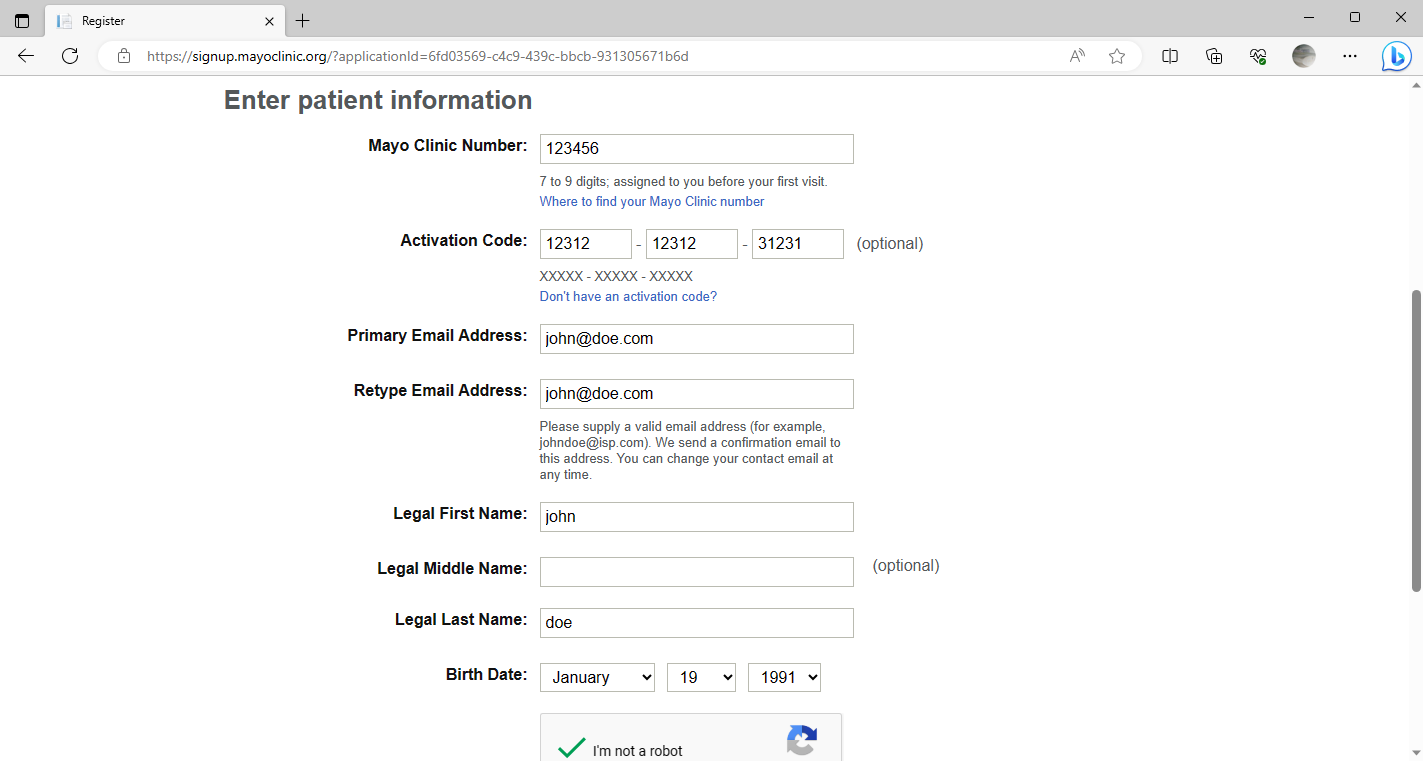 Register
https://signup.mayoclinic.org/?applicationId=6fd03569-c4c9-439c-bbcb-931305671b6d
Enter patient information
Mayo Clinic Number: 123456
7 to 9 digits; assigned to you before your first visit.
Where to find your Mayo Clinic number
Activation Code: 12312 - 12312 - 31231 (optional)
XXXXX - XXXXX - XXXXX
Don't have an activation code?
Primary Email Address: john@doe.com
Retype Email Address: john@doe.com
Please supply a valid email address (for example,
johndoe@isp.com). We send a confirmation email to
this address. You can change your contact email at
any time.
Legal First Name: john
Legal Middle Name: (optional)
Legal Last Name: doe
Birth Date: January 19 1991
I'm not a robot